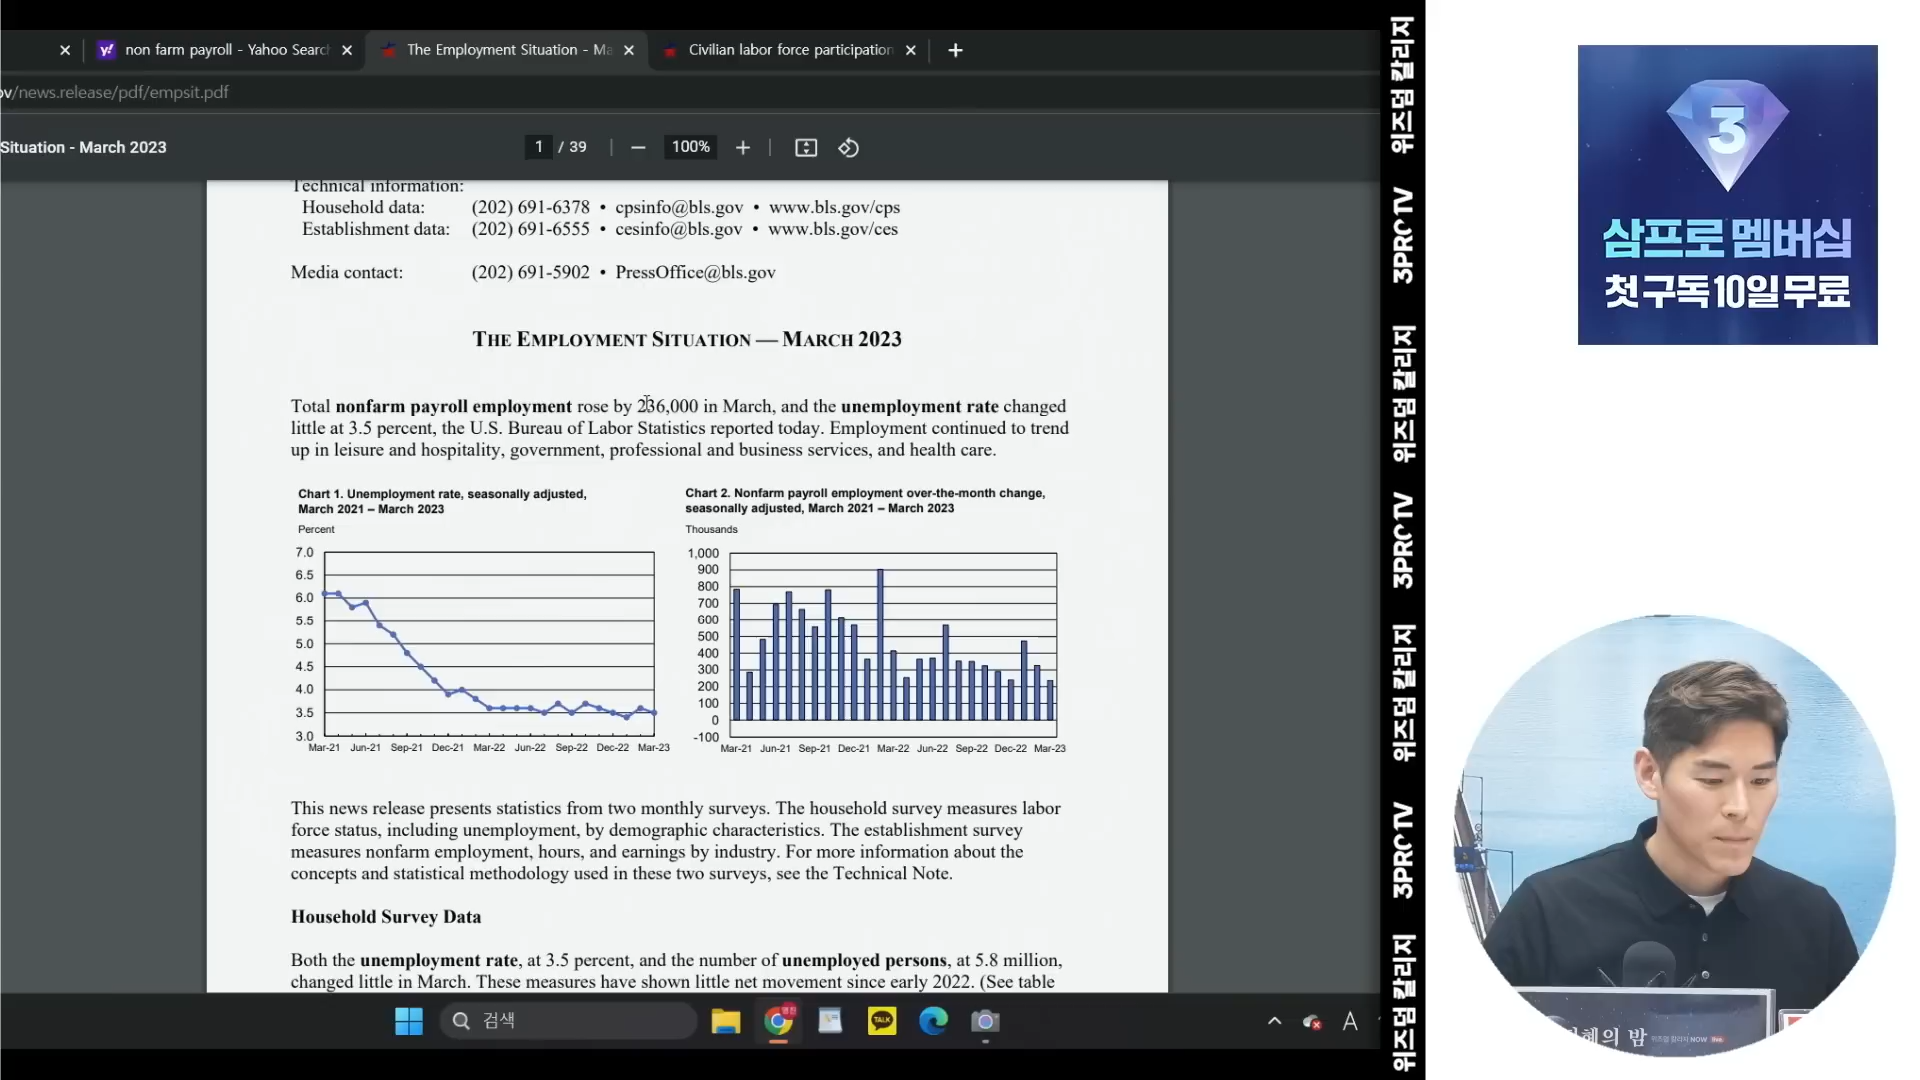 non farm payroll - Yahoo Search
The Employment Situation - Ma
Civilian labor force participation
ov/news.release/pdf/empsit.pdf
Situation - March 2023
1 / 39
100%
Technical information:
Household data: (202) 691-6378 • cpsinfo@bls.gov • www.bls.gov/cps
Establishment data: (202) 691-6555 • cesinfo@bls.gov • www.bls.gov/ces
Media contact: (202) 691-5902 • PressOffice@bls.gov
THE EMPLOYMENT SITUATION — MARCH 2023
Total nonfarm payroll employment rose by 236,000 in March, and the unemployment rate changed
little at 3.5 percent, the U.S. Bureau of Labor Statistics reported today. Employment continued to trend
up in leisure and hospitality, government, professional and business services, and health care.
Chart 1. Unemployment rate, seasonally adjusted,
March 2021 – March 2023
Percent
7.0
6.5
6.0
5.5
5.0
4.5
4.0
3.5
3.0
Mar-21 Jun-21 Sep-21 Dec-21 Mar-22 Jun-22 Sep-22 Dec-22 Mar-23
Chart 2. Nonfarm payroll employment over-the-month change,
seasonally adjusted, March 2021 – March 2023
Thousands
1,000
900
800
700
600
500
400
300
200
100
0
-100
Mar-21 Jun-21 Sep-21 Dec-21 Mar-22 Jun-22 Sep-22 Dec-22 Mar-23
This news release presents statistics from two monthly surveys. The household survey measures labor
force status, including unemployment, by demographic characteristics. The establishment survey
measures nonfarm employment, hours, and earnings by industry. For more information about the
concepts and statistical methodology used in these two surveys, see the Technical Note.
Household Survey Data
Both the unemployment rate, at 3.5 percent, and the number of unemployed persons, at 5.8 million,
changed little in March. These measures have shown little net movement since early 2022. (See table
검색
TALK
A
위즈덤 칼리지
3PROTV
위즈덤 칼리지
3PROTV
위즈덤 칼리지
3PROTV
위즈덤 칼리지
3
삼프로 멤버십
첫 구독 10일 무료
혜의 밤